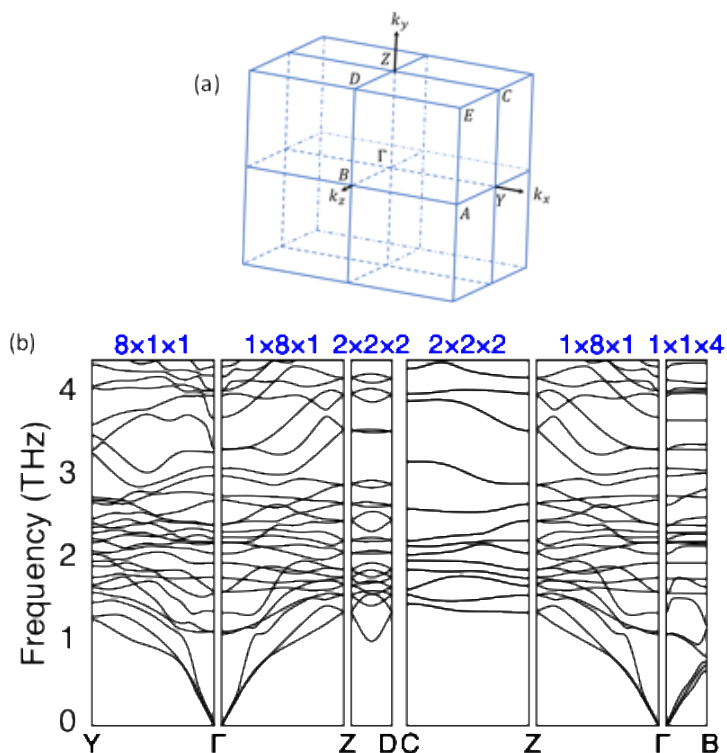 (a)
k_y
Z
D
C
E
Γ
B
k_z
A
Y
k_x
(b)
8×1×1 1×8×1 2×2×2 2×2×2 1×8×1 1×1×4
Frequency (THz)
4
3
2
1
0
Y Γ Z D C Z Γ B